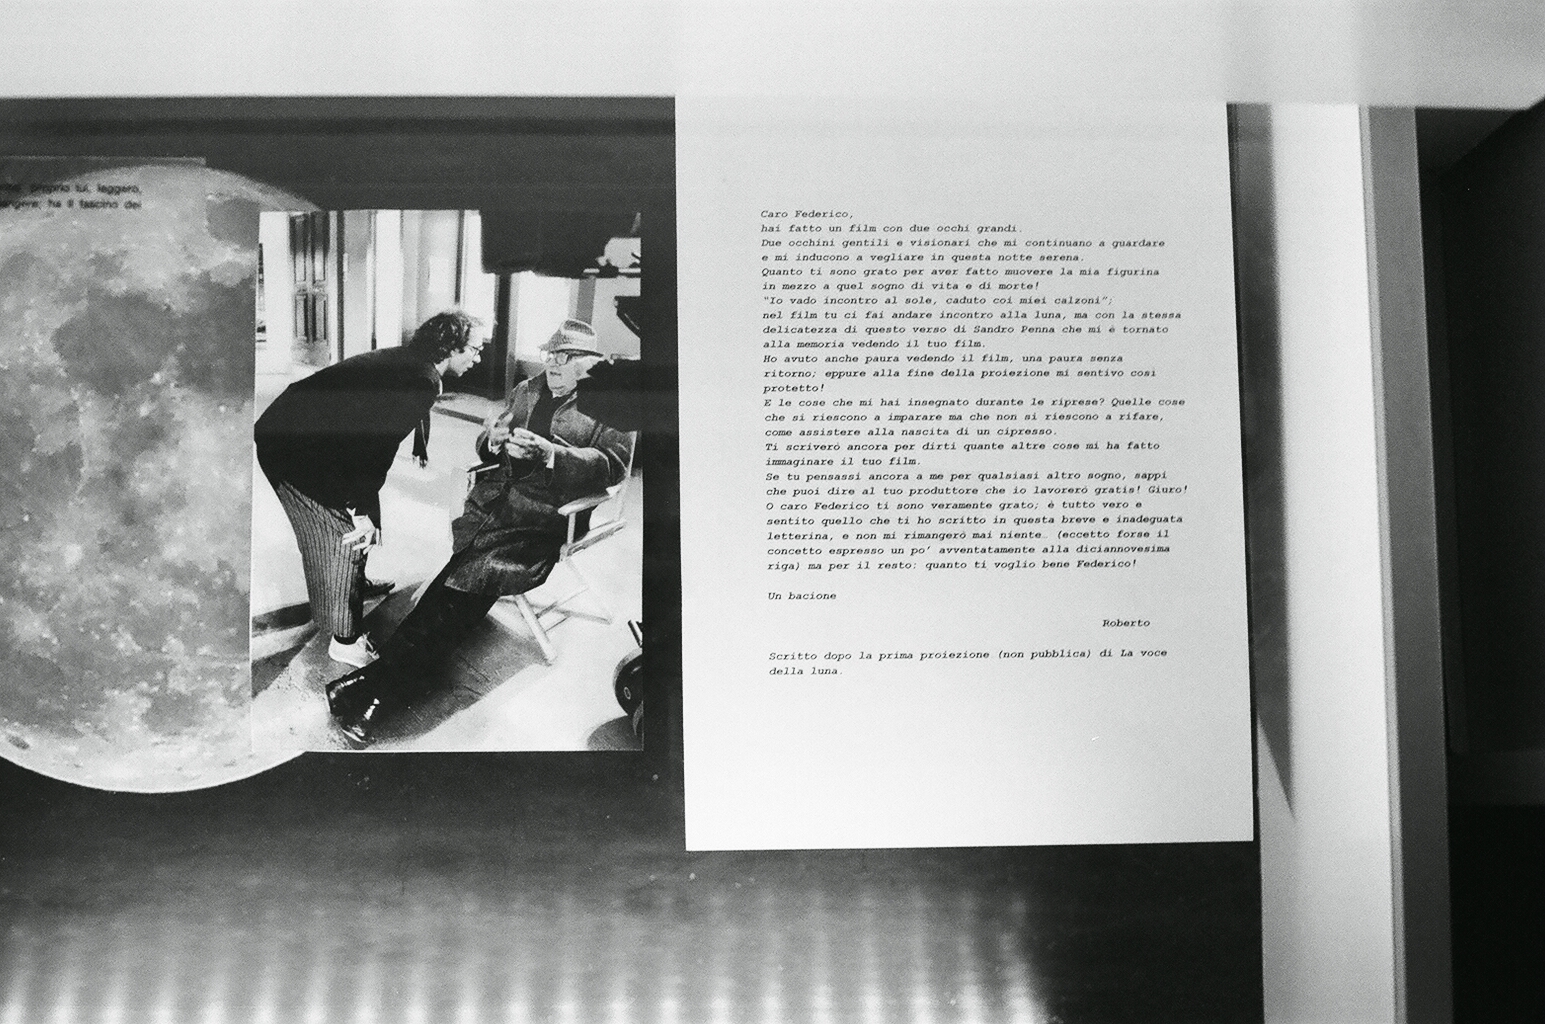 proprio lui, leggero,
ha il fascino dei
Caro Federico,
hai fatto un film con due occhi grandi.
Due occhini gentili e visionari che mi continuano a guardare
e mi inducono a vegliare in questa notte serena.
Quanto ti sono grato per aver fatto muovere la mia figurina
in mezzo a quel sogno di vita e di morte!
"Io vado incontro al sole, caduto coi miei calzoni";
nel film tu ci fai andare incontro alla luna, ma con la stessa
delicatezza di questo verso di Sandro Penna che mi è tornato
alla memoria vedendo il tuo film.
Ho avuto anche paura vedendo il film, una paura senza
ritorno; eppure alla fine della proiezione mi sentivo così
protetto!
E le cose che mi hai insegnato durante le riprese? Quelle cose
che si riescono a imparare ma che non si riescono a rifare,
come assistere alla nascita di un cipresso.
Ti scriverò ancora per dirti quante altre cose mi ha fatto
immaginare il tuo film.
Se tu pensassi ancora a me per qualsiasi altro sogno, sappi
che puoi dire al tuo produttore che io lavorerò gratis! Giuro!
O caro Federico ti sono veramente grato; è tutto vero e
sentito quello che ti ho scritto in questa breve e inadeguata
letterina, e non mi rimangerò mai niente… (eccetto forse il
concetto espresso un po' avventatamente alla diciannovesima
riga) ma per il resto: quanto ti voglio bene Federico!
Un bacione
Roberto
Scritto dopo la prima proiezione (non pubblica) di La voce
della luna.